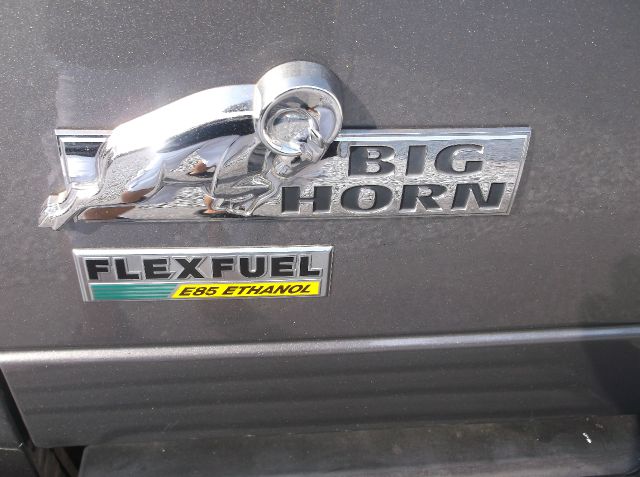 BIG
HORN
FLEXFUEL
E85 ETHANOL